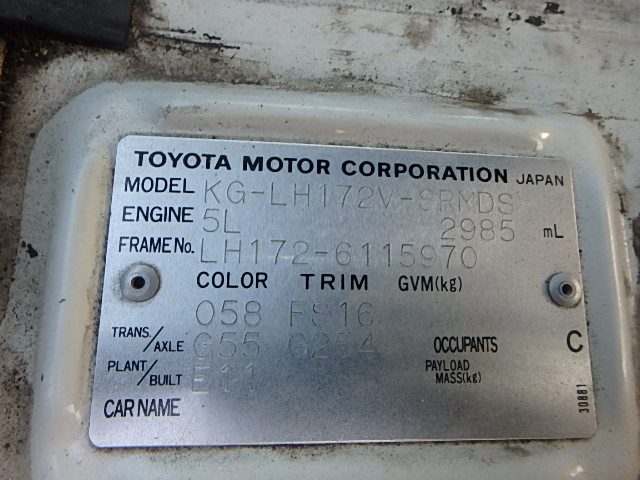 TOYOTA MOTOR CORPORATION JAPAN
MODEL KG-LH172V-SRMDS
ENGINE 5L 2985 mL
FRAME No. LH172-6115970
COLOR TRIM GVM(kg)
058 FS16
TRANS./AXLE G55 G254 OCCUPANTS C
PLANT/BUILT E11 PAYLOAD MASS(kg)
CAR NAME
30881